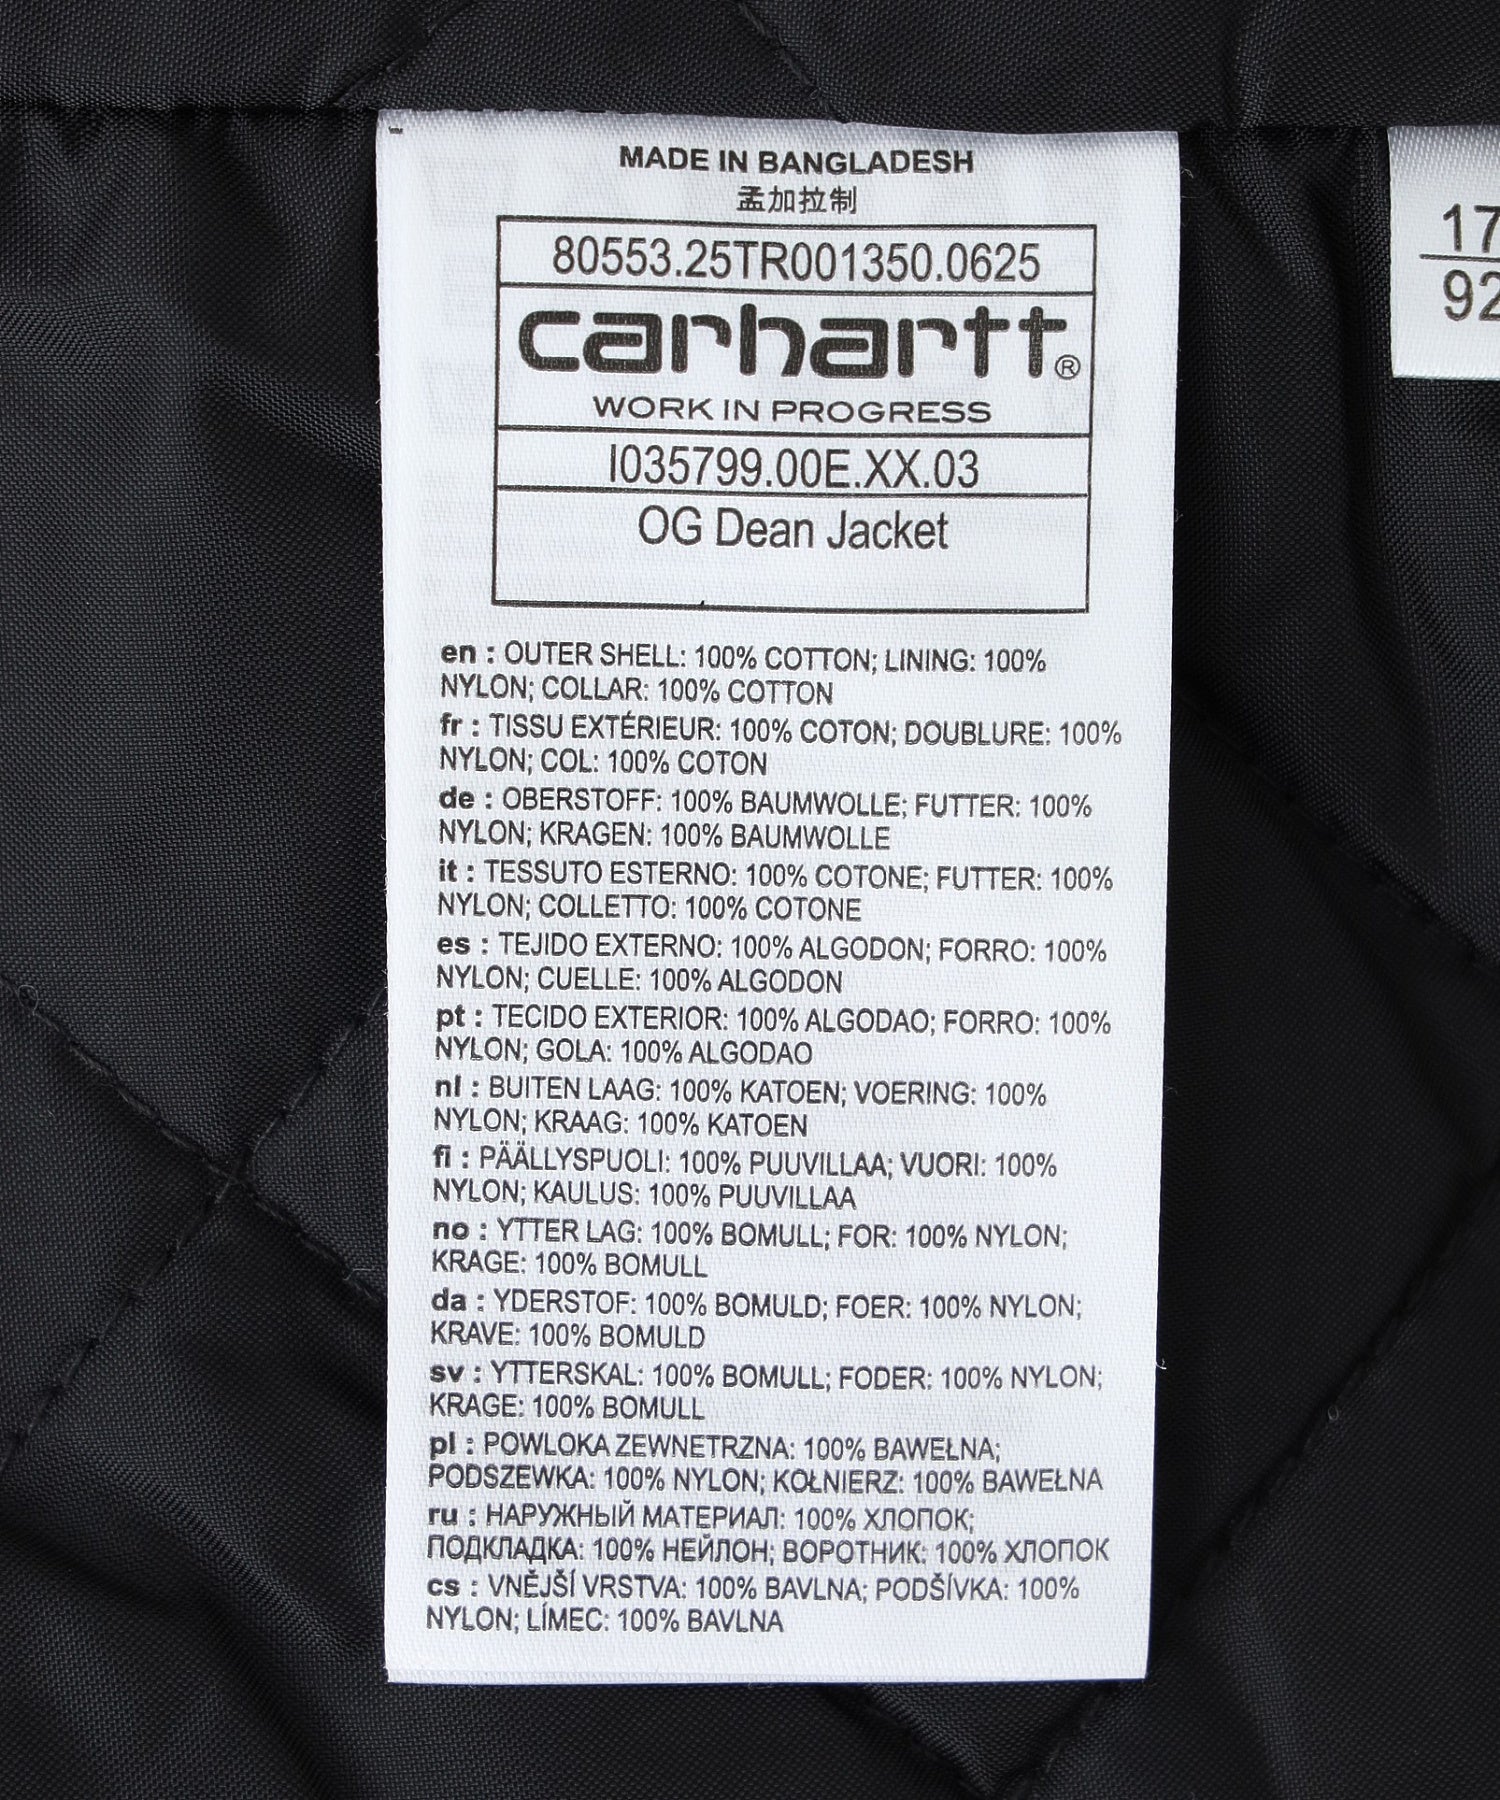 MADE IN BANGLADESH
孟加拉制
80553.25TR001350.0625
carhartt®
WORK IN PROGRESS
I035799.00E.XX.03
OG Dean Jacket
en : OUTER SHELL: 100% COTTON; LINING: 100%
NYLON; COLLAR: 100% COTTON
fr : TISSU EXTÉRIEUR: 100% COTON; DOUBLURE: 100%
NYLON; COL: 100% COTON
de : OBERSTOFF: 100% BAUMWOLLE; FUTTER: 100%
NYLON; KRAGEN: 100% BAUMWOLLE
it : TESSUTO ESTERNO: 100% COTONE; FUTTER: 100%
NYLON; COLLETTO: 100% COTONE
es : TEJIDO EXTERNO: 100% ALGODON; FORRO: 100%
NYLON; CUELLE: 100% ALGODON
pt : TECIDO EXTERIOR: 100% ALGODAO; FORRO: 100%
NYLON; GOLA: 100% ALGODAO
nl : BUITEN LAAG: 100% KATOEN; VOERING: 100%
NYLON; KRAAG: 100% KATOEN
fi : PÄÄLLYSPUOLI: 100% PUUVILLAA; VUORI: 100%
NYLON; KAULUS: 100% PUUVILLAA
no : YTTER LAG: 100% BOMULL; FOR: 100% NYLON;
KRAGE: 100% BOMULL
da : YDERSTOF: 100% BOMULD; FOER: 100% NYLON;
KRAVE: 100% BOMULD
sv : YTTERSKAL: 100% BOMULL; FODER: 100% NYLON;
KRAGE: 100% BOMULL
pl : POWLOKA ZEWNETRZNA: 100% BAWEŁNA;
PODSZEWKA: 100% NYLON; KOŁNIERZ: 100% BAWEŁNA
ru : НАРУЖНЫЙ МАТЕРИАЛ: 100% ХЛОПОК;
ПОДКЛАДКА: 100% НЕЙЛОН; ВОРОТНИК: 100% ХЛОПОК
cs : VNĚJŠÍ VRSTVA: 100% BAVLNA; PODŠÍVKA: 100%
NYLON; LÍMEC: 100% BAVLNA
17
92